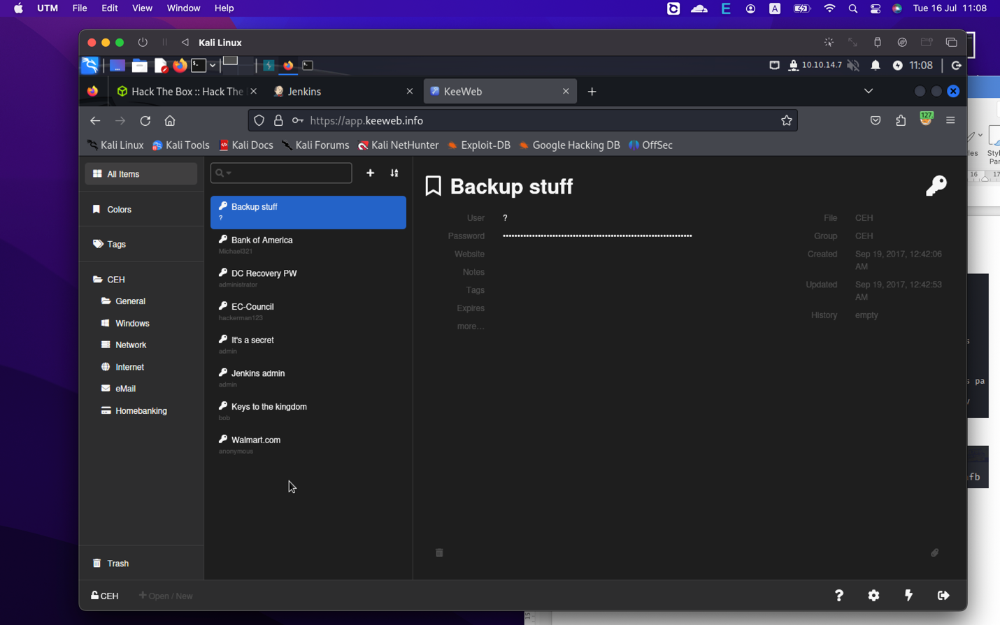 UTM File Edit View Window Help
A
Tue 16 Jul 11:08
Kali Linux
10.10.14.7
11:08
Hack The Box :: Hack The
Jenkins
KeeWeb
https://app.keeweb.info
127
Kali Linux Kali Tools Kali Docs Kali Forums Kali NetHunter Exploit-DB Google Hacking DB OffSec
All Items
Colors
Tags
CEH
General
Windows
Network
Internet
eMail
Homebanking
Trash
Backup stuff
?
Bank of America
Michael321
DC Recovery PW
administrator
EC-Council
hackerman123
It's a secret
admin
Jenkins admin
admin
Keys to the kingdom
bob
Walmart.com
anonymous
Backup stuff
User ?
Password
Website
Notes
Tags
Expires
more...
File CEH
Group CEH
Created Sep 19, 2017, 12:42:06
AM
Updated Sep 19, 2017, 12:42:53
AM
History empty
CEH
Open / New
?
les
Styl
Par
16
17
s
s pa
fb
15